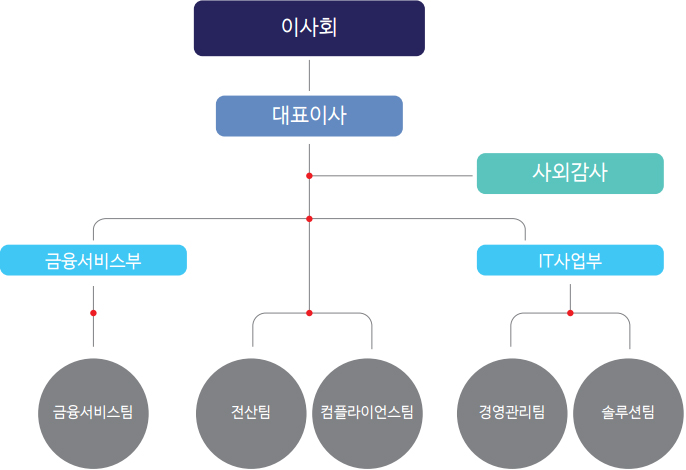 이사회
대표이사
사외감사
금융서비스부
IT사업부
금융서비스팀
전산팀
컴플라이언스팀
경영관리팀
솔루션팀